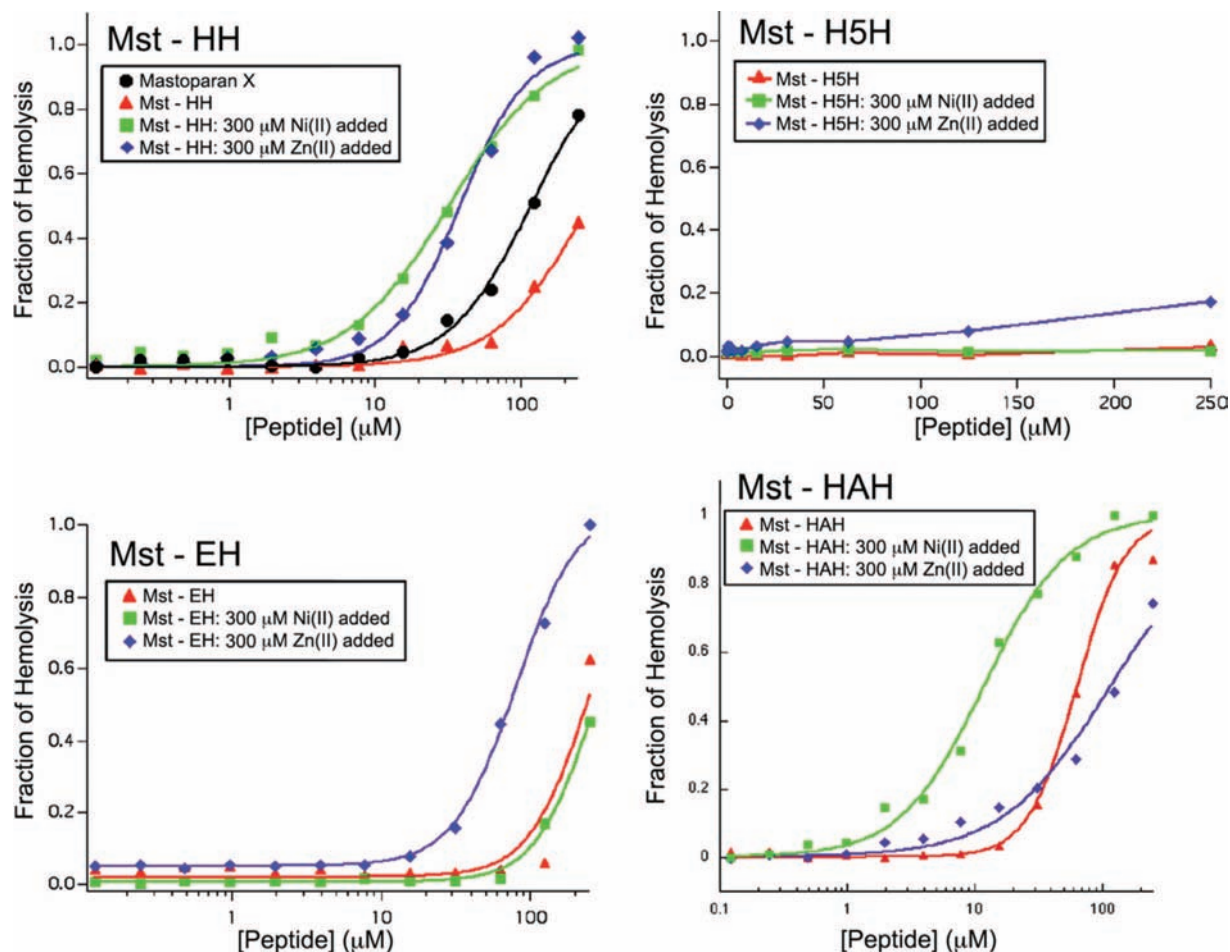 Mst - HH
Mastoparan X
Mst - HH
Mst - HH: 300 μM Ni(II) added
Mst - HH: 300 μM Zn(II) added
1.0
0.8
0.6
0.4
0.2
0.0
Fraction of Hemolysis
1
10
100
[Peptide] (μM)
Mst - H5H
Mst - H5H
Mst - H5H: 300 μM Ni(II) added
Mst - H5H: 300 μM Zn(II) added
1.0
0.8
0.6
0.4
0.2
0.0
Fraction of Hemolysis
0
50
100
150
200
250
[Peptide] (μM)
Mst - EH
Mst - EH
Mst - EH: 300 μM Ni(II) added
Mst - EH: 300 μM Zn(II) added
1.0
0.8
0.6
0.4
0.2
0.0
Fraction of Hemolysis
1
10
100
[Peptide] (μM)
Mst - HAH
Mst - HAH
Mst - HAH: 300 μM Ni(II) added
Mst - HAH: 300 μM Zn(II) added
1
0.8
0.6
0.4
0.2
0
Fraction of Hemolysis
0.1
1
10
100
[Peptide] (μM)